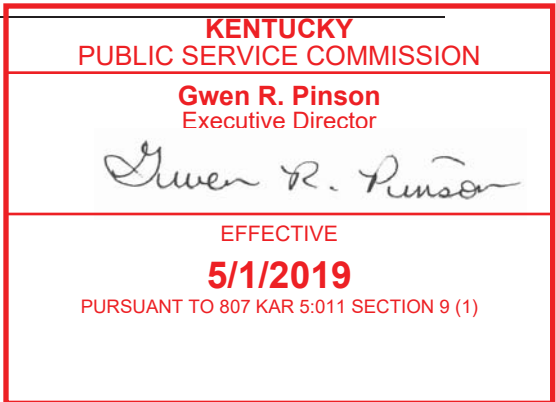 KENTUCKY
PUBLIC SERVICE COMMISSION
Gwen R. Pinson
Executive Director
Gwen R. Pinson
EFFECTIVE
5/1/2019
PURSUANT TO 807 KAR 5:011 SECTION 9 (1)